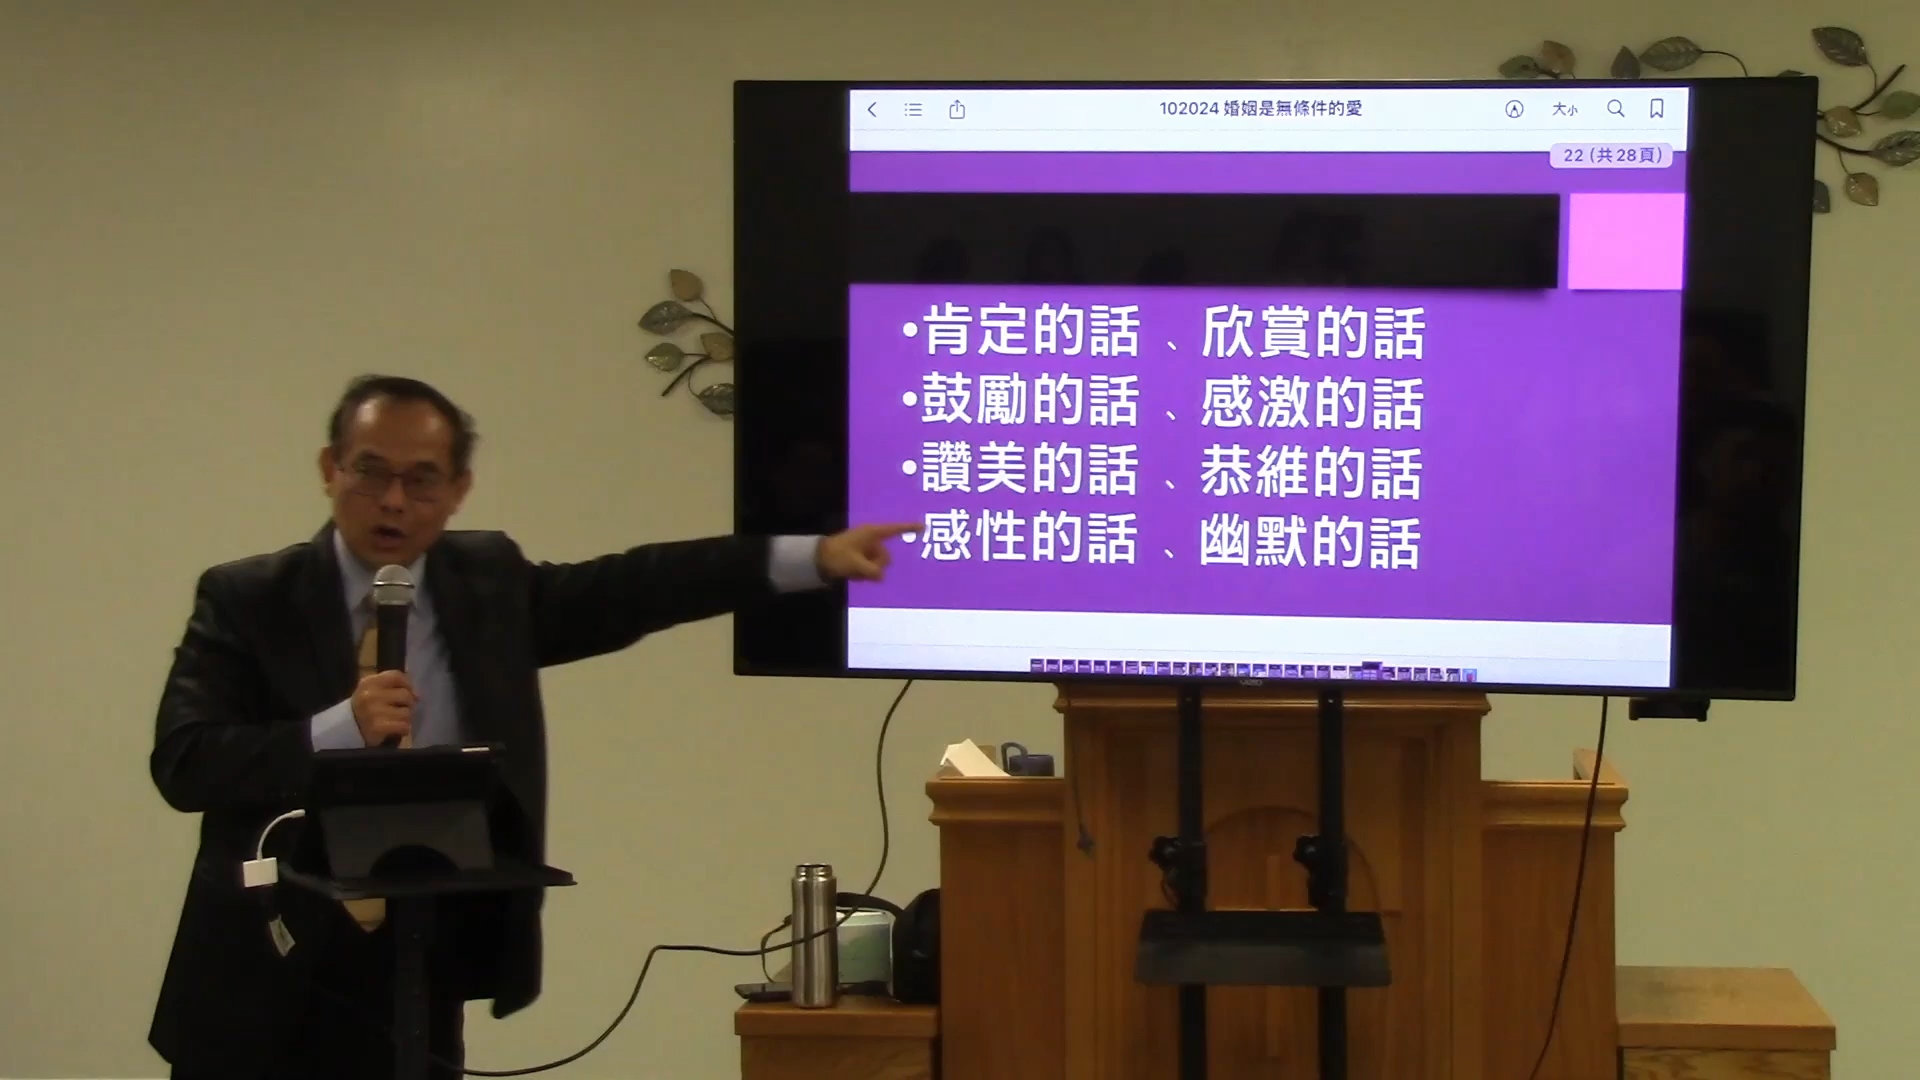 102024 婚姻是無條件的愛
大小
22 (共28頁)
•肯定的話、欣賞的話
•鼓勵的話、感激的話
•讚美的話、恭維的話
•感性的話、幽默的話